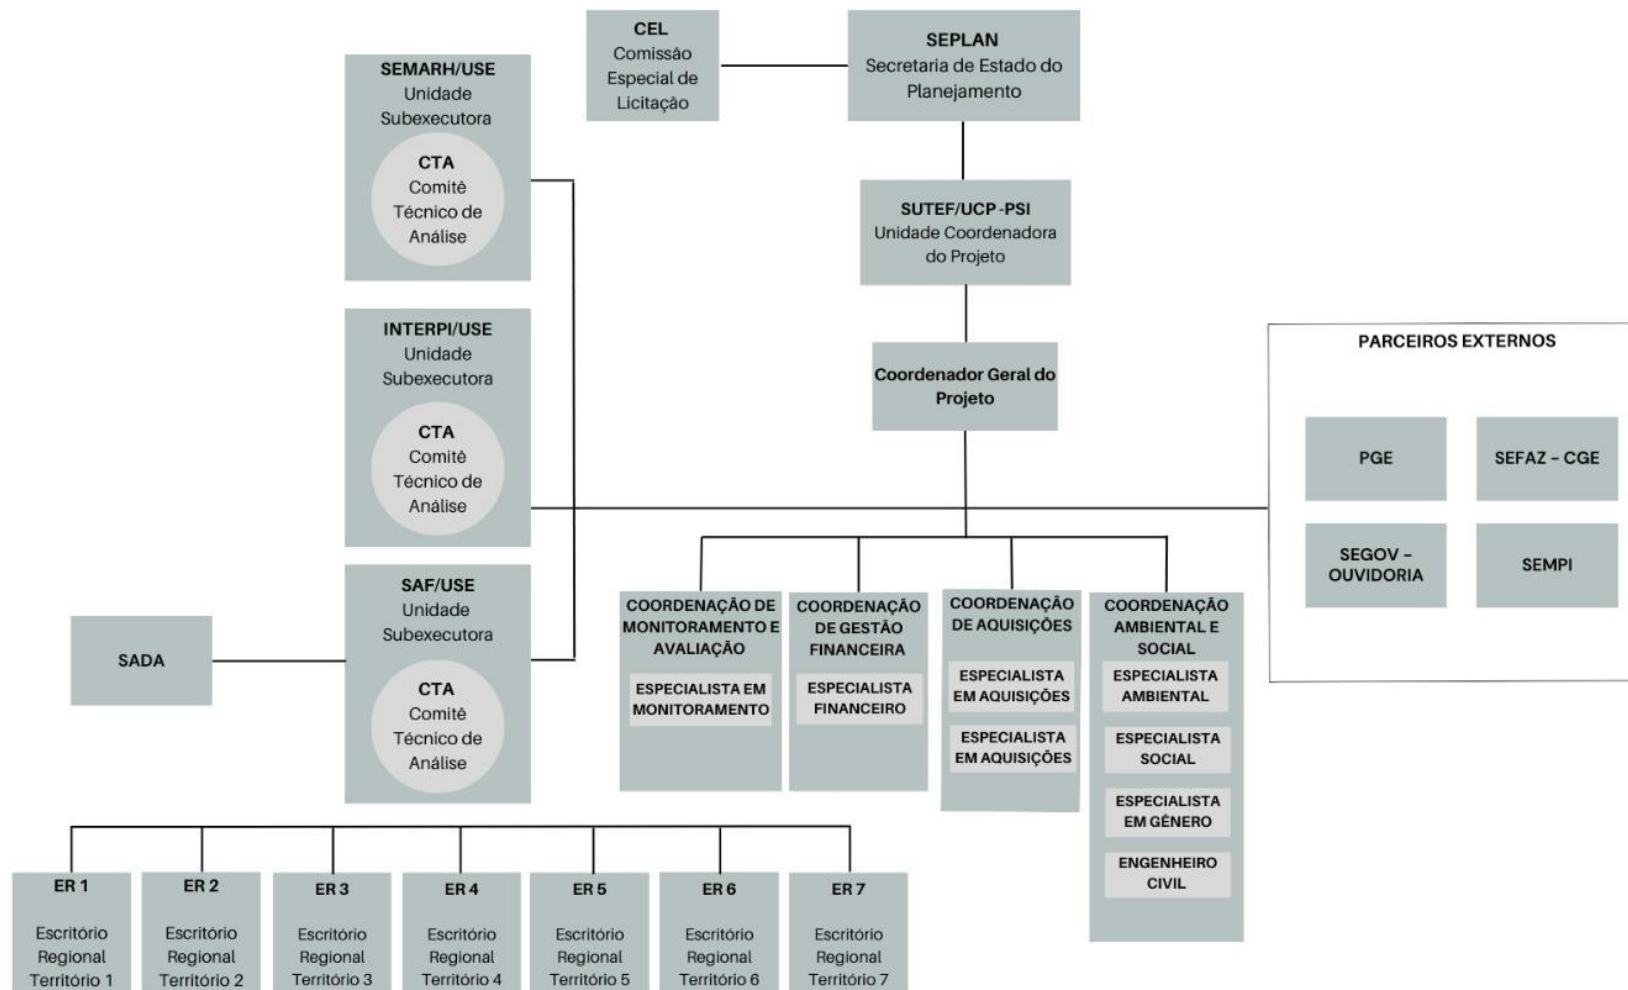 CEL
Comissão
Especial de
Licitação
SEPLAN
Secretaria de Estado do
Planejamento
SEMARH/USE
Unidade
Subexecutora
CTA
Comitê
Técnico de
Análise
SUTEF/UCP -PSI
Unidade Coordenadora
do Projeto
INTERPI/USE
Unidade
Subexecutora
CTA
Comitê
Técnico de
Análise
Coordenador Geral do
Projeto
PARCEIROS EXTERNOS
PGE
SEFAZ – CGE
SEGOV –
OUVIDORIA
SEMPI
SADA
SAF/USE
Unidade
Subexecutora
CTA
Comitê
Técnico de
Análise
COORDENAÇÃO DE
MONITORAMENTO E
AVALIAÇÃO
ESPECIALISTA EM
MONITORAMENTO
COORDENAÇÃO
DE GESTÃO
FINANCEIRA
ESPECIALISTA
FINANCEIRO
COORDENAÇÃO
DE AQUISIÇÕES
ESPECIALISTA
EM AQUISIÇÕES
ESPECIALISTA
EM AQUISIÇÕES
COORDENAÇÃO
AMBIENTAL E
SOCIAL
ESPECIALISTA
AMBIENTAL
ESPECIALISTA
SOCIAL
ESPECIALISTA
EM GÊNERO
ENGENHEIRO
CIVIL
ER 1
Escritório
Regional
Território 1
ER 2
Escritório
Regional
Território 2
ER 3
Escritório
Regional
Território 3
ER 4
Escritório
Regional
Território 4
ER 5
Escritório
Regional
Território 5
ER 6
Escritório
Regional
Território 6
ER 7
Escritório
Regional
Território 7